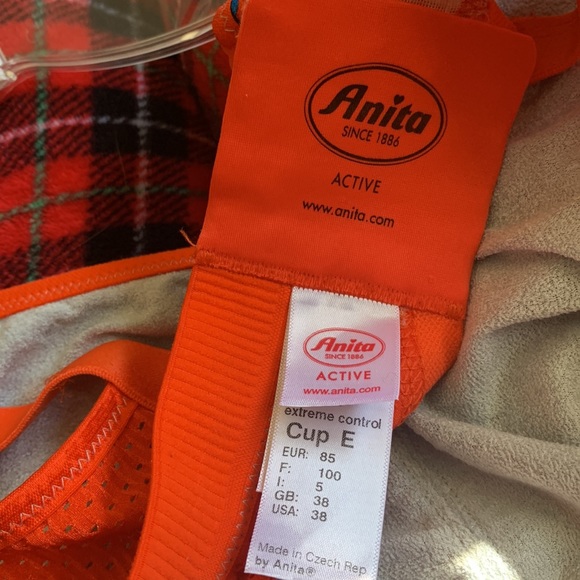 Anita
SINCE 1886
ACTIVE
www.anita.com
Anita
SINCE 1886
ACTIVE
www.anita.com
extreme control
Cup E
EUR: 85
F: 100
I: 5
GB: 38
USA: 38
Made in Czech Rep
by Anita®